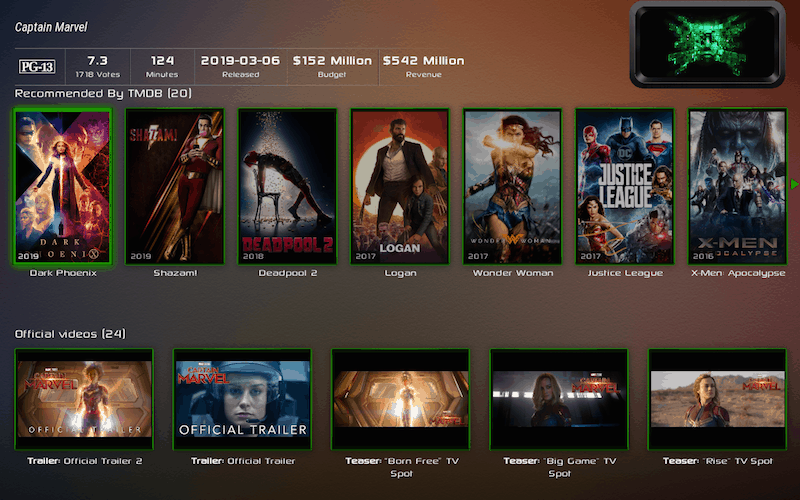 Captain Marvel
PG-13
7.3
1718 Votes
124
Minutes
2019-03-06
Released
$152 Million
Budget
$542 Million
Revenue
Recommended By TMDB (20)
SHAZAM!
DARK
PHOENIX
2019
2019
DEADPOOL 2
2018
LOGAN
2017
WONDER WOMAN
2017
DC
JUSTICE
LEAGUE
2017
X-MEN
APOCALYPSE
2016
Dark Phoenix
Shazam!
Deadpool 2
Logan
Wonder Woman
Justice League
X-Men: Apocalypse
Official videos (24)
CAPTAIN
MARVEL
OFFICIAL TRAILER
CAPTAIN
MARVEL
OFFICIAL TRAILER
CAPTAIN
MARVEL
CAPTAIN
MARVEL
CAPTAIN
MARVEL
Trailer: Official Trailer 2
Trailer: Official Trailer
Teaser: "Born Free" TV
Spot
Teaser: "Big Game" TV
Spot
Teaser: "Rise" TV Spot